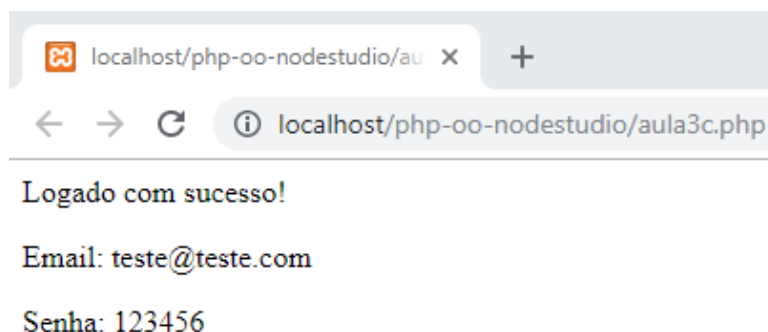 localhost/php-oo-nodestudio/au
localhost/php-oo-nodestudio/aula3c.php
Logado com sucesso!
Email: teste@teste.com
Senha: 123456